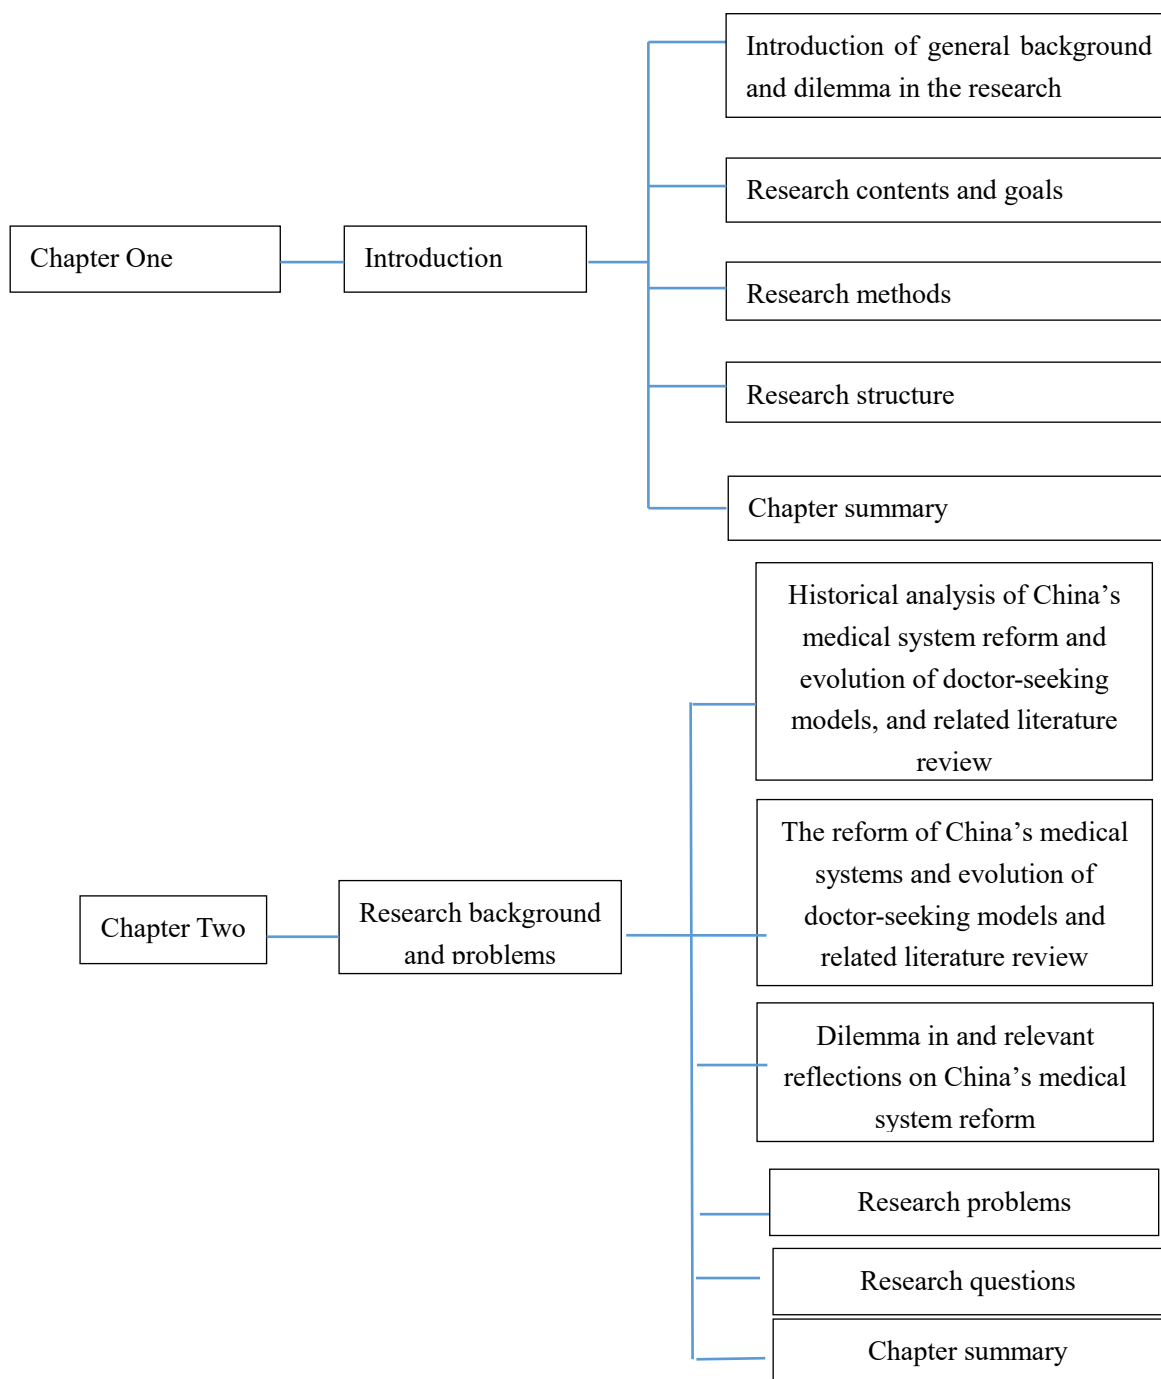 Introduction of general background
and dilemma in the research
Research contents and goals
Chapter One
Introduction
Research methods
Research structure
Chapter summary
Historical analysis of China’s
medical system reform and
evolution of doctor-seeking
models, and related literature
review
The reform of China’s medical
systems and evolution of
doctor-seeking models and
related literature review
Chapter Two
Research background
and problems
Dilemma in and relevant
reflections on China’s medical
system reform
Research problems
Research questions
Chapter summary